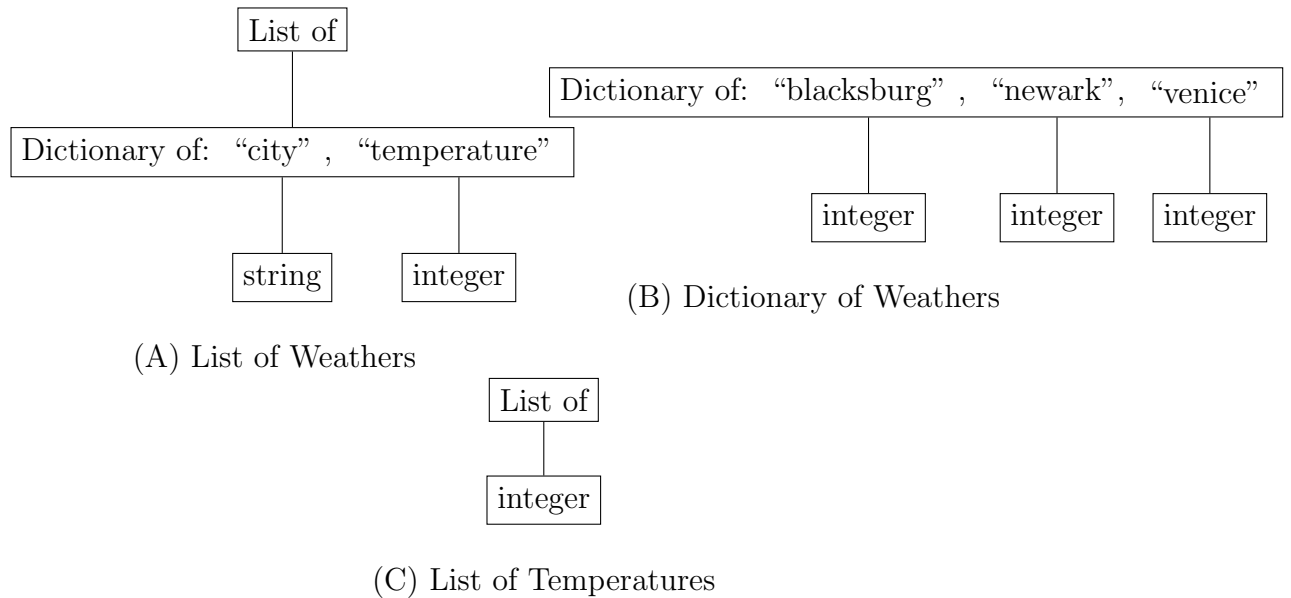 List of
Dictionary of: “city” , “temperature”
string
integer
(A) List of Weathers
Dictionary of: “blacksburg” , “newark”, “venice”
integer
integer
integer
(B) Dictionary of Weathers
List of
integer
(C) List of Temperatures